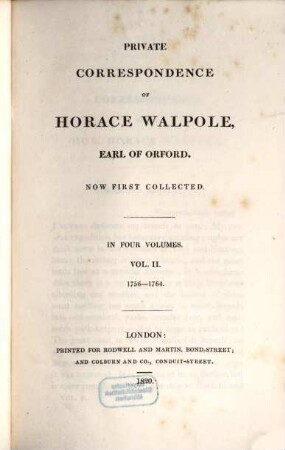 PRIVATE
CORRESPONDENCE
OF
HORACE WALPOLE,
EARL OF ORFORD.
NOW FIRST COLLECTED.
IN FOUR VOLUMES.
VOL. II.
1756—1764.
LONDON:
PRINTED FOR RODWELL AND MARTIN, BOND-STREET;
AND COLBURN AND CO., CONDUIT-STREET.
1820.